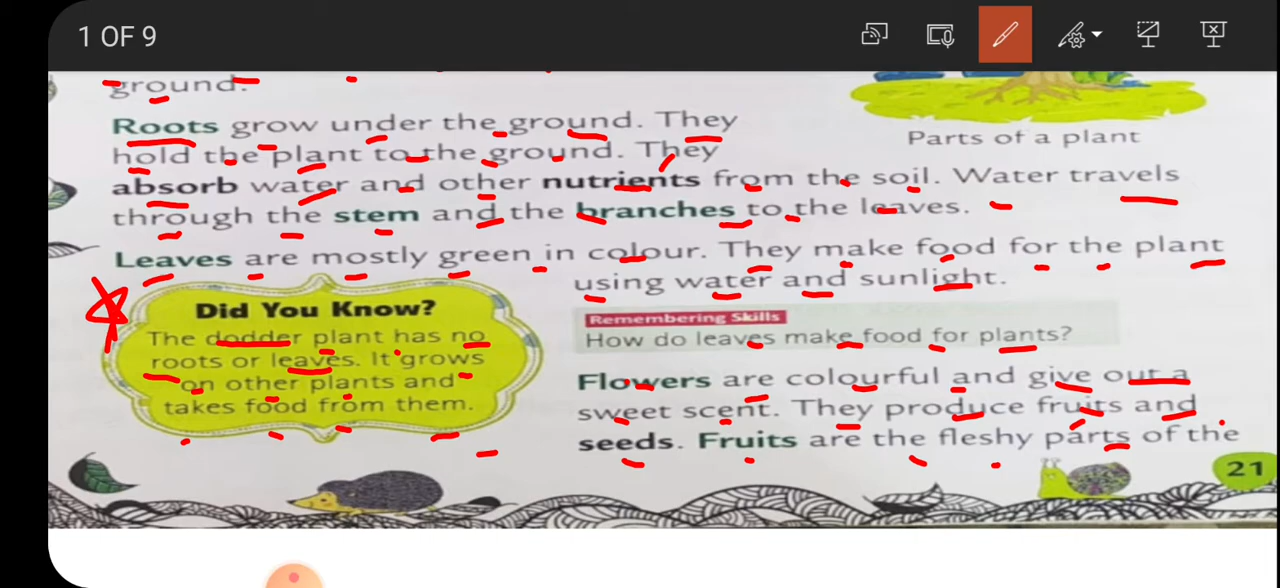 1 OF 9
ground.
Roots grow under the ground. They
hold the plant to the ground. They
absorb water and other nutrients from the soil. Water travels
through the stem and the branches to the leaves.
Parts of a plant
Leaves are mostly green in colour. They make food for the plant
using water and sunlight.
Did You Know?
The dodder plant has no
roots or leaves. It grows
on other plants and
takes food from them.
Remembering Skills
How do leaves make food for plants?
Flowers are colourful and give out a
sweet scent. They produce fruits and
seeds. Fruits are the fleshy parts of the
21